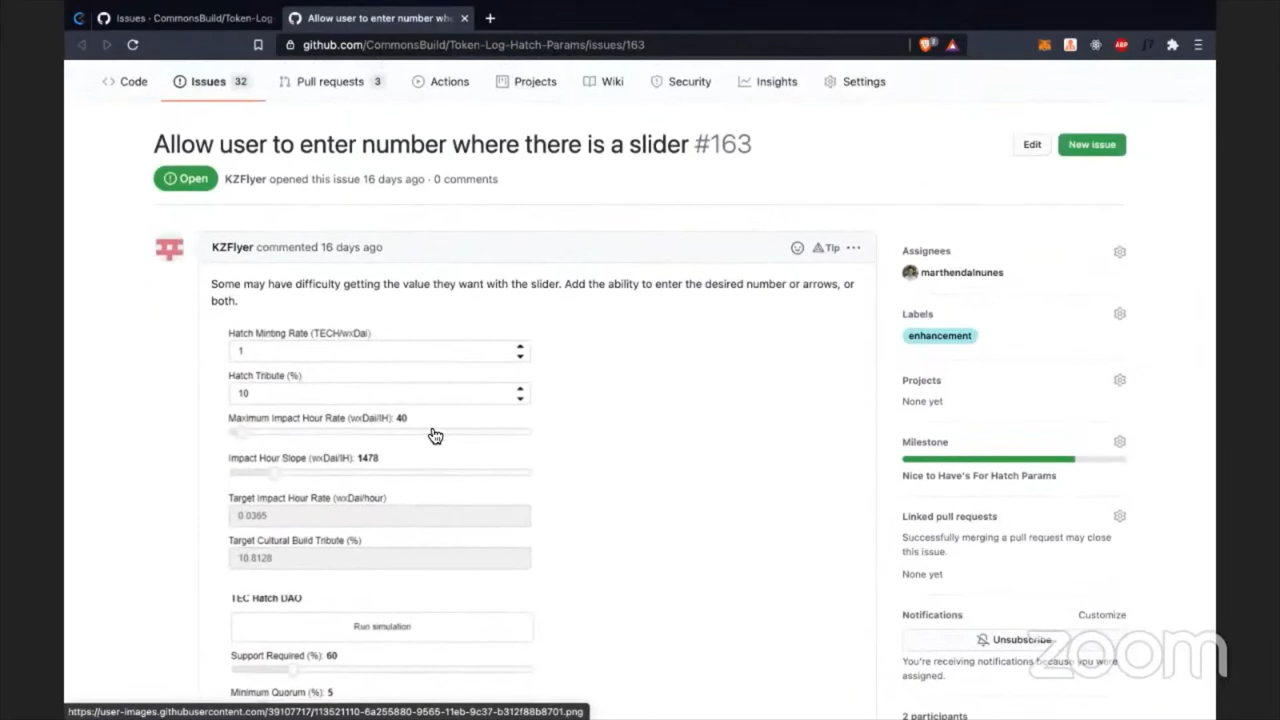 Issues · CommonsBuild/Token-Log
Allow user to enter number wh
github.com/CommonsBuild/Token-Log-Hatch-Params/issues/163
Code
Issues 32
Pull requests 3
Actions
Projects
Wiki
Security
Insights
Settings
Allow user to enter number where there is a slider #163
Edit
New issue
Open
KZFlyer opened this issue 16 days ago · 0 comments
KZFlyer commented 16 days ago
Tip
Some may have difficulty getting the value they want with the slider. Add the ability to enter the desired number or arrows, or
both.
Hatch Minting Rate (TECH/wxDai)
1
Hatch Tribute (%)
10
Maximum Impact Hour Rate (wxDai/IH): 40
Impact Hour Slope (wxDai/IH): 1478
Target Impact Hour Rate (wxDai/hour)
0.0365
Target Cultural Build Tribute (%)
10.8128
TEC Hatch DAO
Run simulation
Support Required (%): 60
Minimum Quorum (%): 5
Assignees
marthendalnunes
Labels
enhancement
Projects
None yet
Milestone
Nice to Have's For Hatch Params
Linked pull requests
Successfully merging a pull request may close
this issue.
None yet
Notifications
Customize
Unsubscribe
You're receiving notifications because you were
assigned.
2 participants
zoom
https://user-images.githubusercontent.com/39107717/113521110-6a255880-9565-11eb-9c37-b312f88b8701.png
ABP